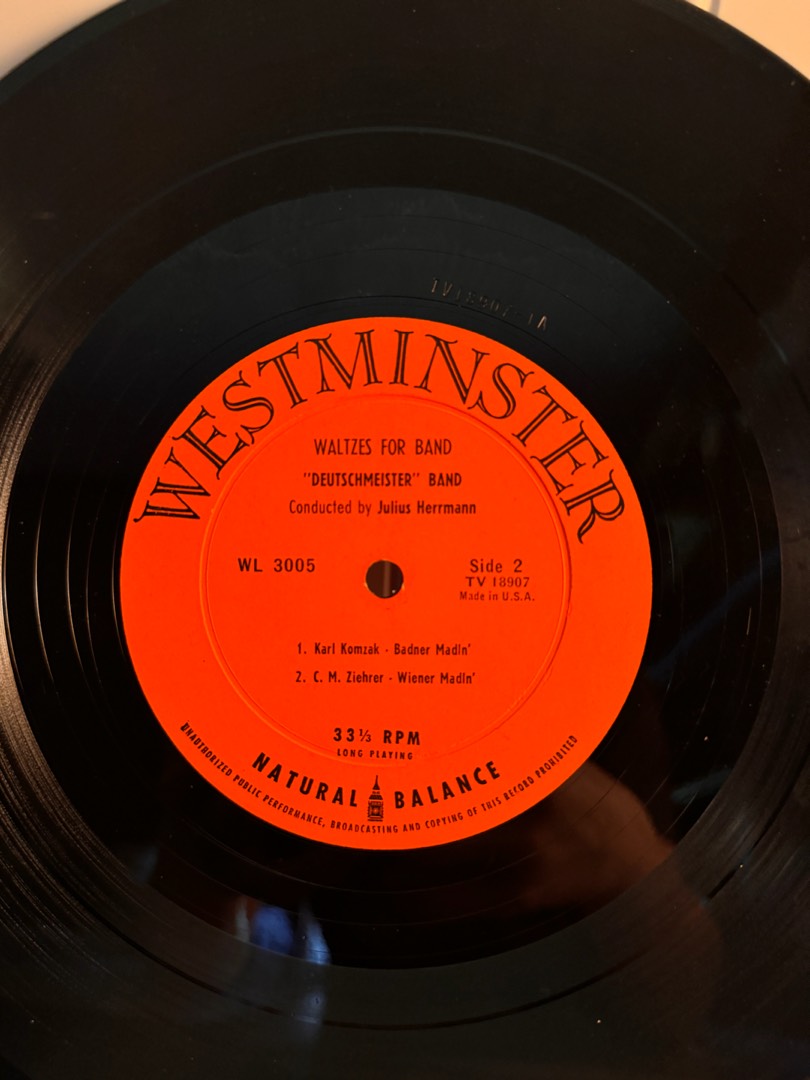 WESTMINSTER
WALTZES FOR BAND
"DEUTSCHMEISTER" BAND
Conducted by Julius Herrmann
WL 3005
Side 2
TV 18907
Made in U.S.A.
1. Karl Komzak - Badner Madln'
2. C. M. Ziehrer - Wiener Madln'
33⅓ RPM
LONG PLAYING
NATURAL BALANCE
UNAUTHORIZED PUBLIC PERFORMANCE, BROADCASTING AND COPYING OF THIS RECORD PROHIBITED